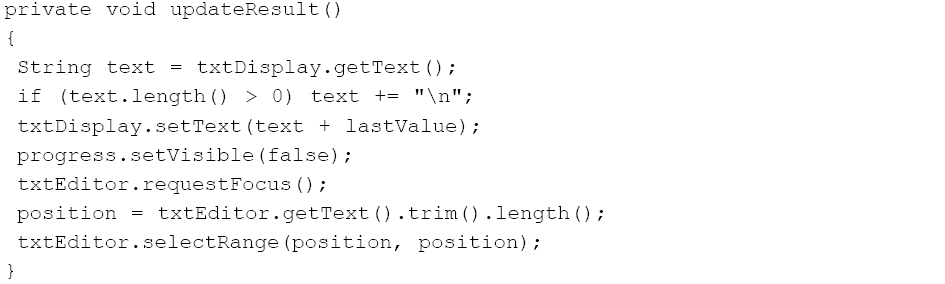 private void updateResult()
{
 String text = txtDisplay.getText();
 if (text.length() > 0) text += "\n";
 txtDisplay.setText(text + lastValue);
 progress.setVisible(false);
 txtEditor.requestFocus();
 position = txtEditor.getText().trim().length();
 txtEditor.selectRange(position, position);
}